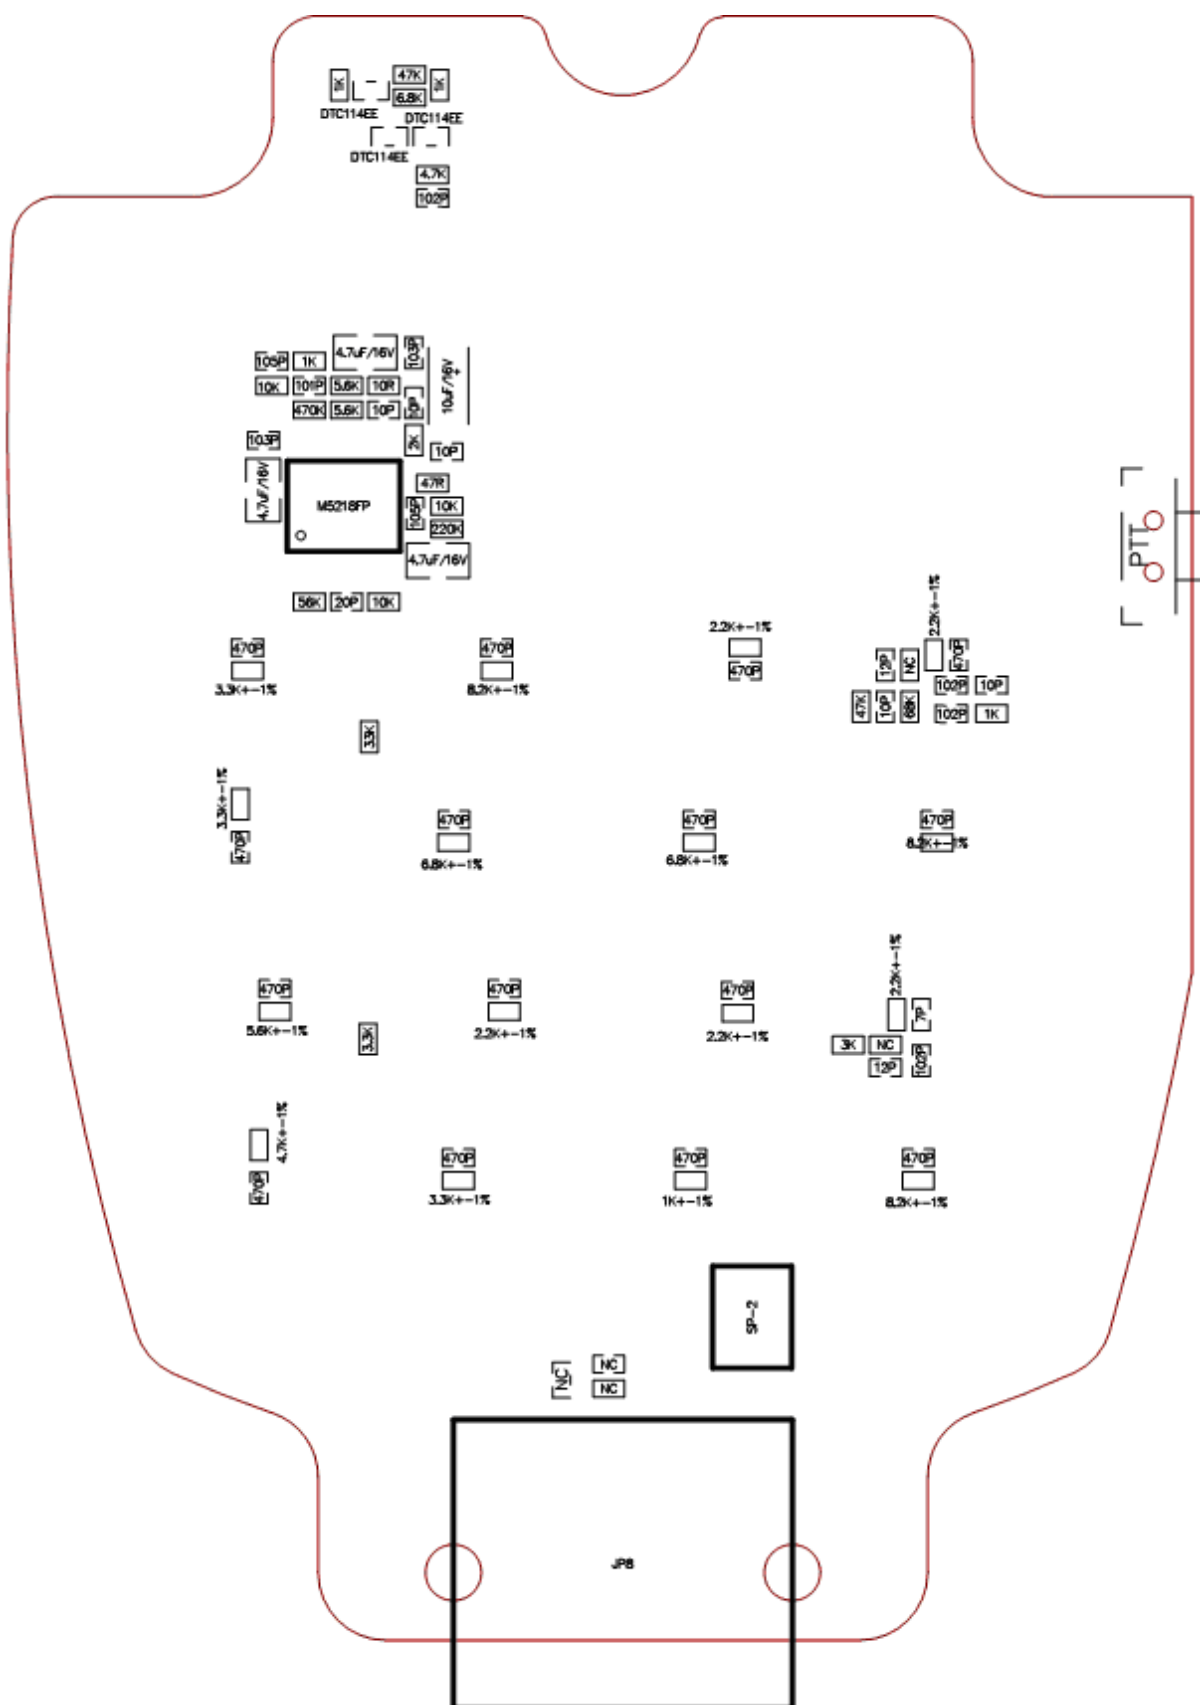 1K
47K
1K
6.8K
DTC114EE
DTC114EE
DTC114EE
4.7K
102P
105P
1K
4.7uF/16V
103P
10uF/16V
+
10K
101P
5.6K
10R
470K
5.6K
10P
10P
103P
2K
10P
4.7uF/16V
M5218FP
47R
105P
10K
220K
4.7uF/16V
PTT
56K
20P
10K
470P
3.3K+-1%
470P
8.2K+-1%
2.2K+-1%
470P
2.2K+-1%
470P
12P
NC
102P
10P
47K
10P
68K
102P
1K
33K
3.3K+-1%
470P
470P
6.8K+-1%
470P
6.8K+-1%
470P
8.2K+-1%
470P
5.6K+-1%
470P
2.2K+-1%
470P
2.2K+-1%
2.2K+-1%
7P
3.3K
3K
NC
12P
102P
4.7K+-1%
470P
470P
3.3K+-1%
470P
1K+-1%
470P
8.2K+-1%
SP-2
NC
NC
NC
JP8